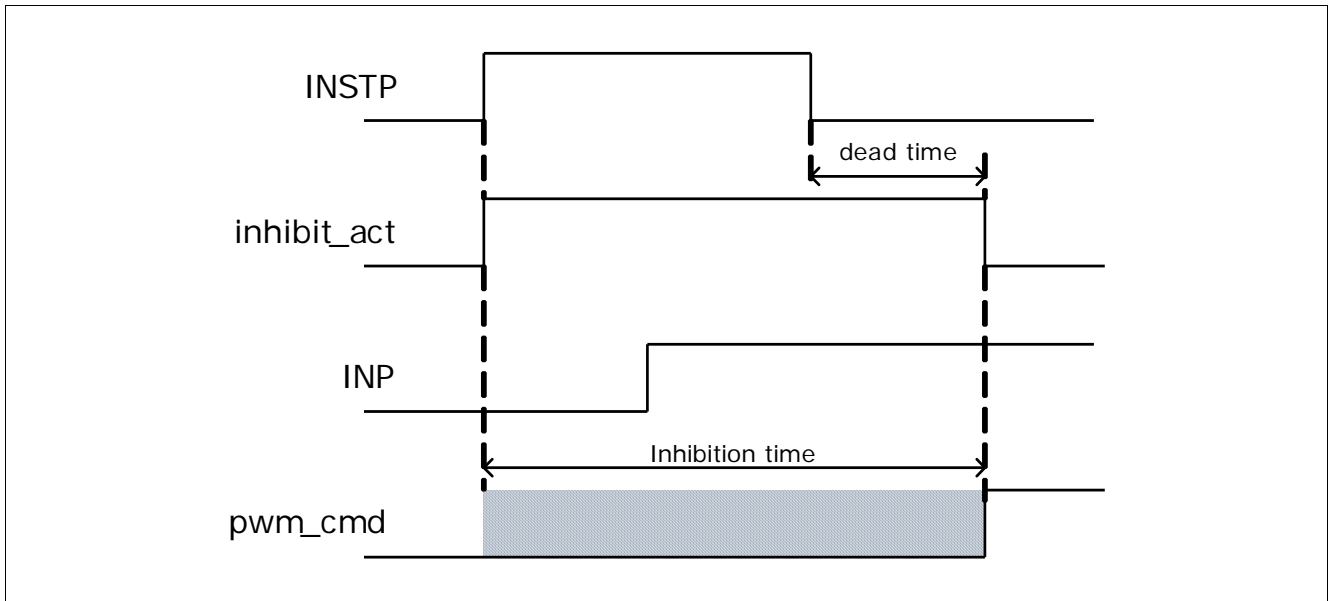 INSTP
dead time
inhibit_act
INP
Inhibition time
pwm_cmd